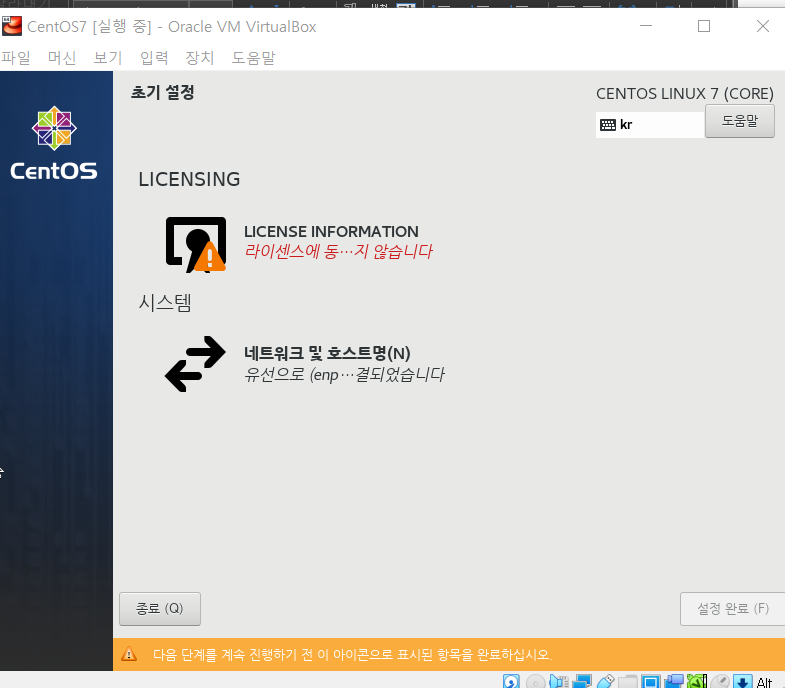 CentOS7 [실행 중] - Oracle VM VirtualBox
파일 머신 보기 입력 장치 도움말
초기 설정
CENTOS LINUX 7 (CORE)
kr
도움말
CentOS
LICENSING
LICENSE INFORMATION
라이센스에 동…지 않습니다
시스템
네트워크 및 호스트명(N)
유선으로 (enp…결되었습니다
종료 (Q)
설정 완료 (F)
다음 단계를 계속 진행하기 전 이 아이콘으로 표시된 항목을 완료하십시오.
Alt